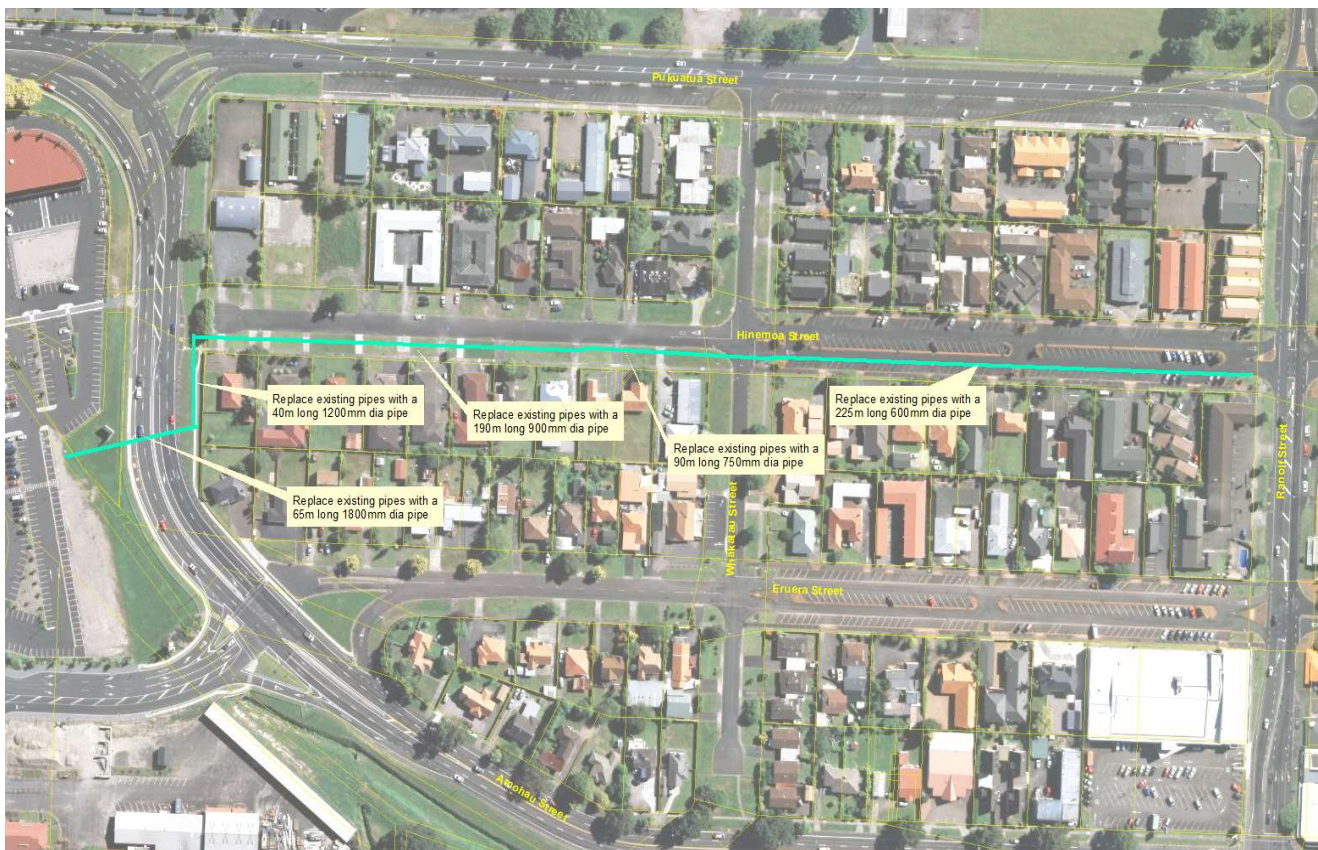 Pukuatua Street
Hinemoa Street
Replace existing pipes with a
40m long 1200mm dia pipe
Replace existing pipes with a
190m long 900mm dia pipe
Replace existing pipes with a
225m long 600mm dia pipe
Replace existing pipes with a
90m long 750mm dia pipe
Replace existing pipes with a
65m long 1800mm dia pipe
Ranolf Street
Whakatau Street
Eruera Street
Amohau Street